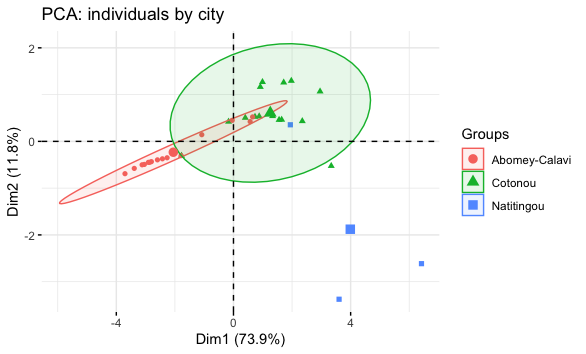 PCA: individuals by city
Dim2 (11.8%)
2
0
-2
-4
0
4
Dim1 (73.9%)
Groups
Abomey-Calavi
Cotonou
Natitingou